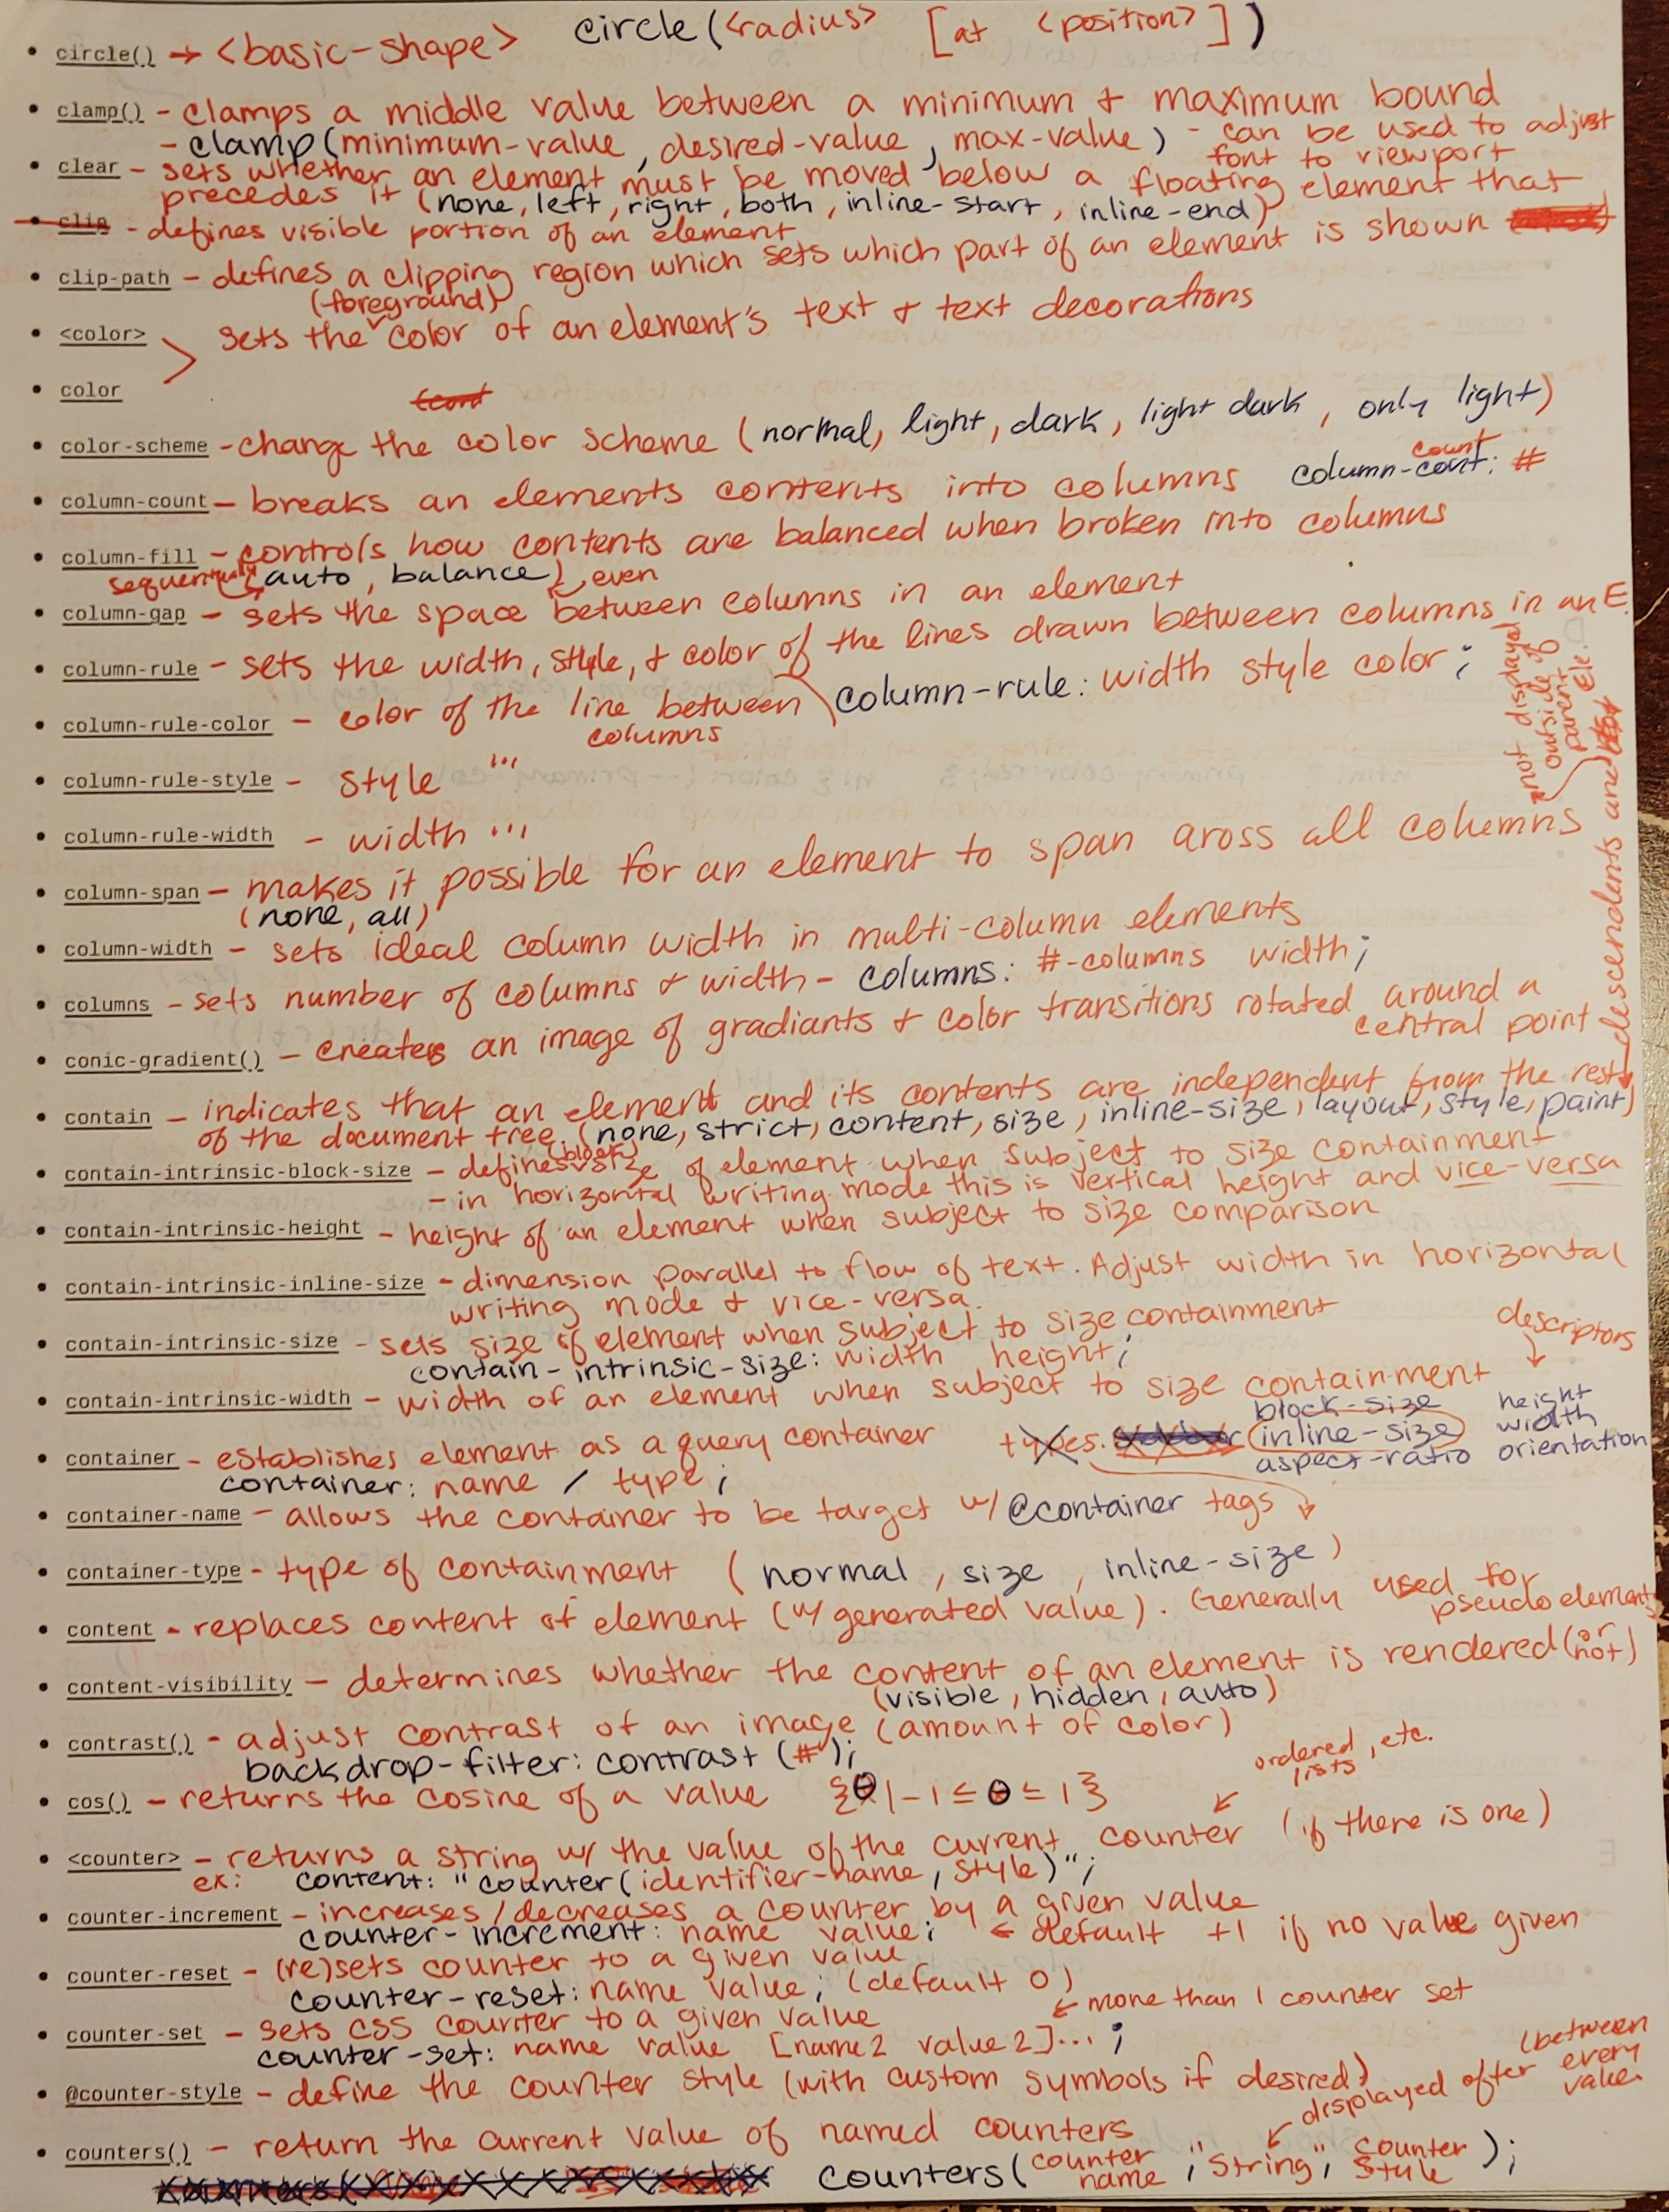 • circle() → <basic-shape> circle(<radius> [at <position>])
• clamp() - clamps a middle value between a minimum + maximum bound
- clamp(minimum-value, desired-value, max-value) - can be used to adjust
font to viewport
• clear - sets whether an element must be moved below a floating element that
precedes it (none, left, right, both, inline-start, inline-end)
• clip - defines visible portion of an element
• clip-path - defines a clipping region which sets which part of an element is shown
(foreground)
• <color> > sets the color of an element's text + text decorations
• color
• color-scheme - change the color scheme (normal, light, dark, light dark, only light)
count
• column-count - breaks an elements contents into columns column-cont: #
• column-fill - controls how contents are balanced when broken into columns
sequentially (auto, balance) even
• column-gap - sets the space between columns in an element
• column-rule - sets the width, style, + color of the lines drawn between columns in an E.
column-rule: width style color;
• column-rule-color - color of the line between
columns
• column-rule-style - style "'
• column-rule-width - width "'
• column-span - makes it possible for an element to span aross all columns
(none, all)
• column-width - sets ideal column width in multi-column elements
• columns - sets number of columns + width - columns: #-columns width;
• conic-gradient() - creates an image of gradiants + color transitions rotated around a
central point
• contain - indicates that an element and its contents are independent from the rest
of the document tree. (none, strict, content, size, inline-size, layout, style, paint)
descendents are
not displayed
outside of
parent
Ele.
• contain-intrinsic-block-size - defines (block) size of element when subject to size containment
- in horizontal writing mode this is vertical height and vice-versa
• contain-intrinsic-height - height of an element when subject to size comparison
• contain-intrinsic-inline-size - dimension parallel to flow of text. Adjust width in horizontal
writing mode + vice-versa.
• contain-intrinsic-size - sets size of element when subject to size containment
contain-intrinsic-size: width height;
• contain-intrinsic-width - width of an element when subject to size containment
descriptors
• container - establishes element as a query container
container: name / type;
types.
block-size height
inline-size width
aspect-ratio orientation
• container-name - allows the container to be target w/ @container tags
• container-type - type of containment (normal, size, inline-size)
• content - replaces content of element (w/ generated value). Generally used for
pseudo elements
• content-visibility - determines whether the content of an element is rendered (or not)
(visible, hidden, auto)
• contrast() - adjust contrast of an image (amount of color)
backdrop-filter: contrast (#);
• cos() - returns the cosine of a value {θ|-1≤θ≤1}
ordered, etc.
lists
• <counter> - returns a string w/ the value of the current counter (if there is one)
ex: content: "counter(identifier-name, style)";
• counter-increment - increases/decreases a counter by a given value
counter-increment: name value; ← default +1 if no value given
• counter-reset - (re)sets counter to a given value
counter-reset: name value; (default 0)
• counter-set - sets CSS counter to a given value
counter-set: name value [name2 value2]...; ← more than 1 counter set
• @counter-style - define the counter style (with custom symbols if desired)
displayed after (between
every
value.
• counters() - return the current value of named counters
counters(counter name, "string", counter style);